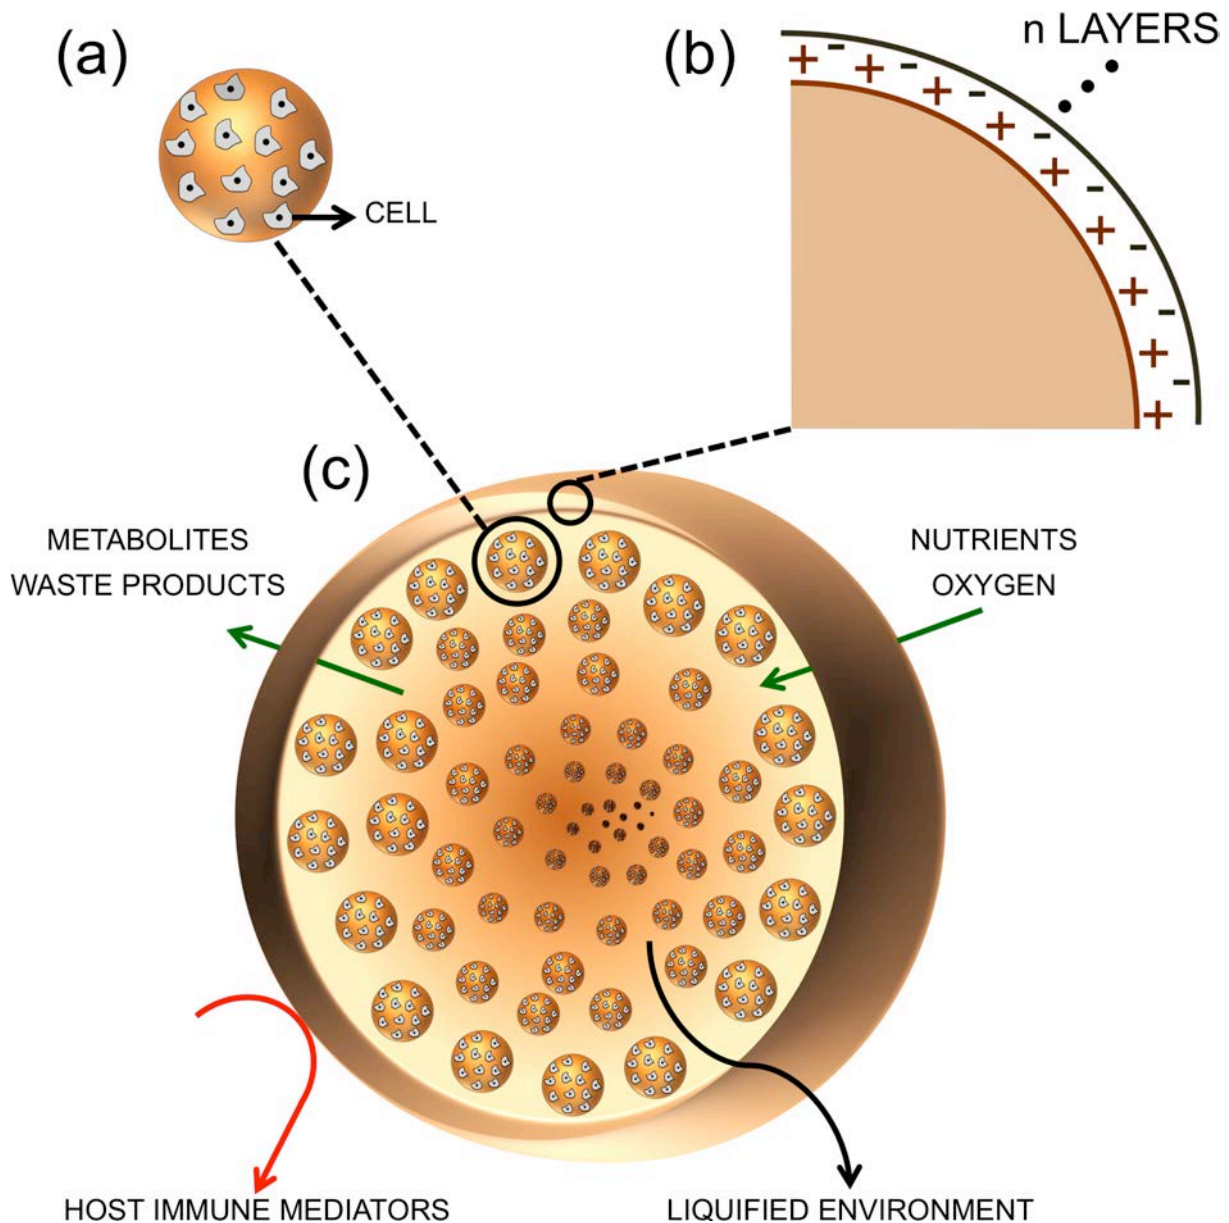 (a)
CELL
(b)
n LAYERS
(c)
METABOLITES
WASTE PRODUCTS
NUTRIENTS
OXYGEN
HOST IMMUNE MEDIATORS
LIQUIFIED ENVIRONMENT